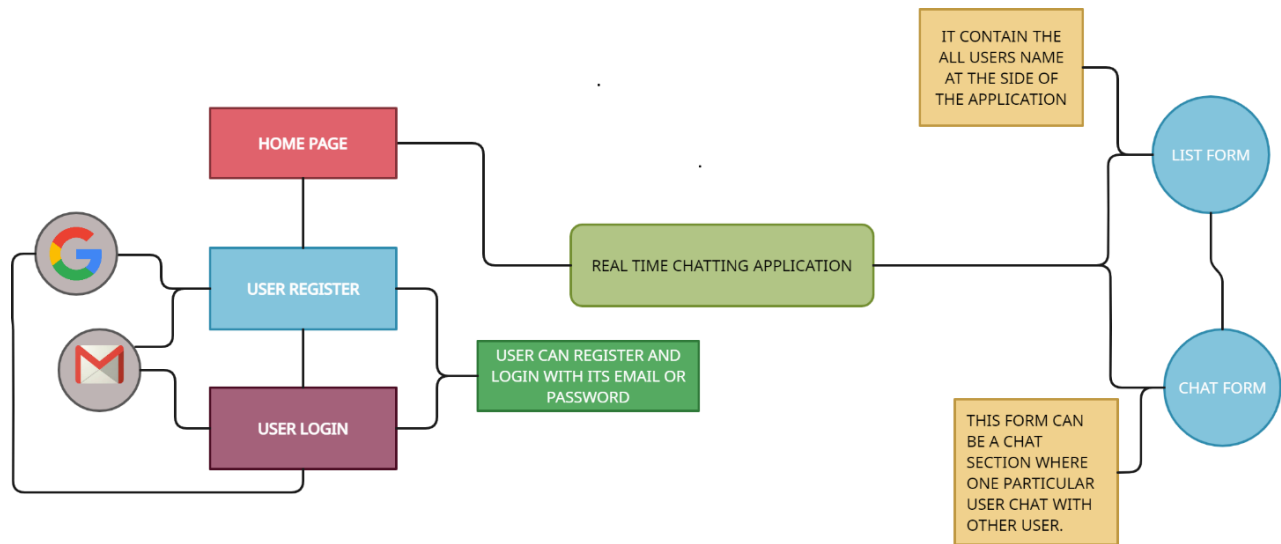 IT CONTAIN THE
ALL USERS NAME
AT THE SIDE OF
THE APPLICATION
HOME PAGE
LIST FORM
REAL TIME CHATTING APPLICATION
USER REGISTER
USER CAN REGISTER AND
LOGIN WITH ITS EMAIL OR
PASSWORD
CHAT FORM
USER LOGIN
THIS FORM CAN
BE A CHAT
SECTION WHERE
ONE PARTICULAR
USER CHAT WITH
OTHER USER.